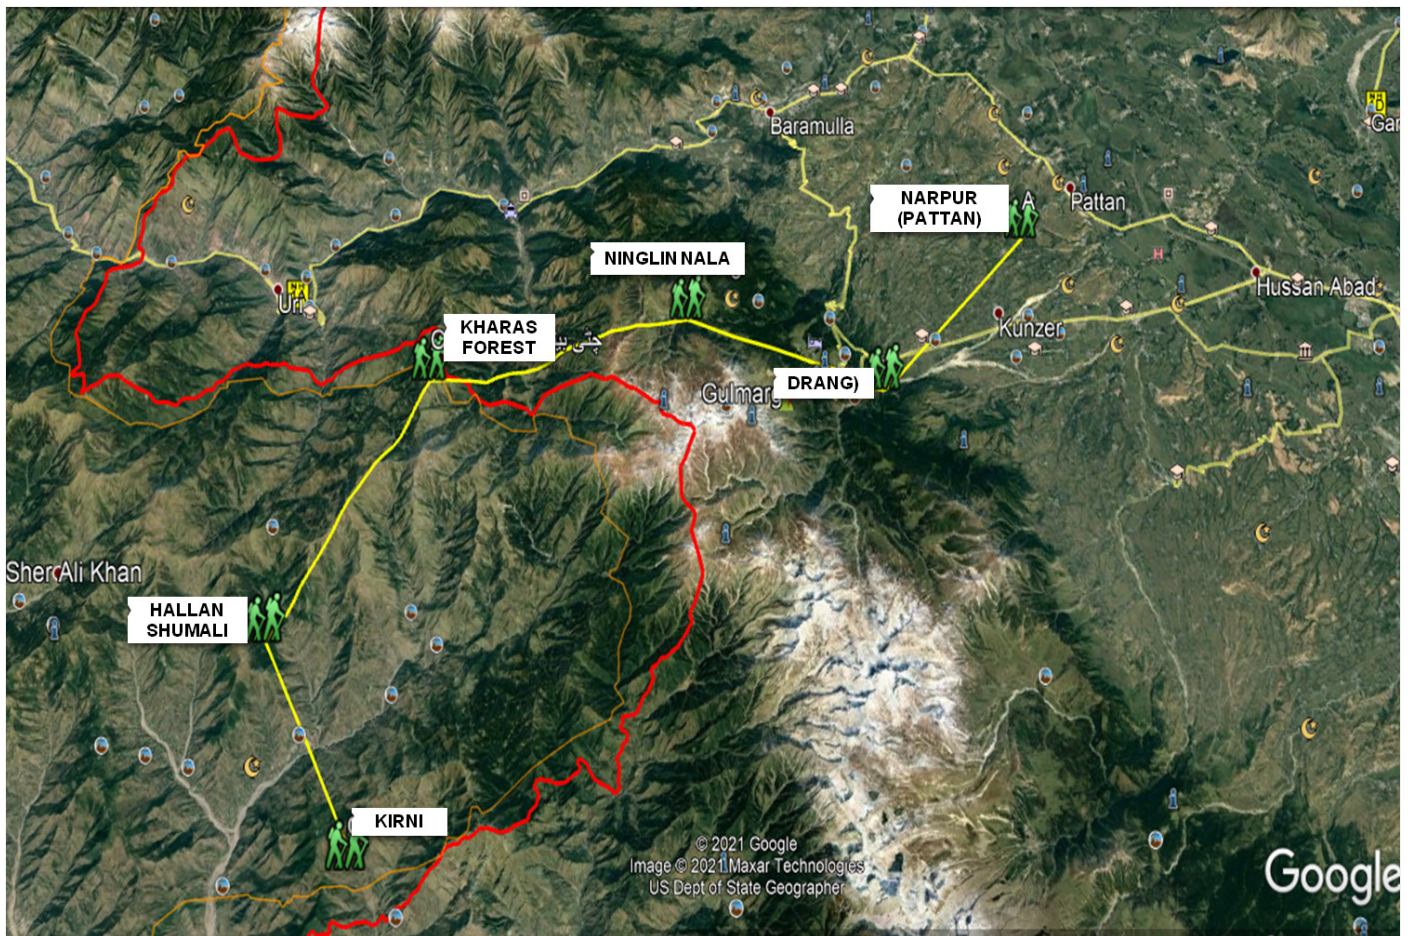 Baramulla
NARPUR
(PATTAN)
A
Pattan
NINGLIN NALA
Hussan Abad
Uri
KHARAS
FOREST
Kunzer
DRANG)
Gulmarg
Sher Ali Khan
HALLAN
SHUMALI
KIRNI
© 2021 Google
Image © 2021 Maxar Technologies
US Dept of State Geographer
Google